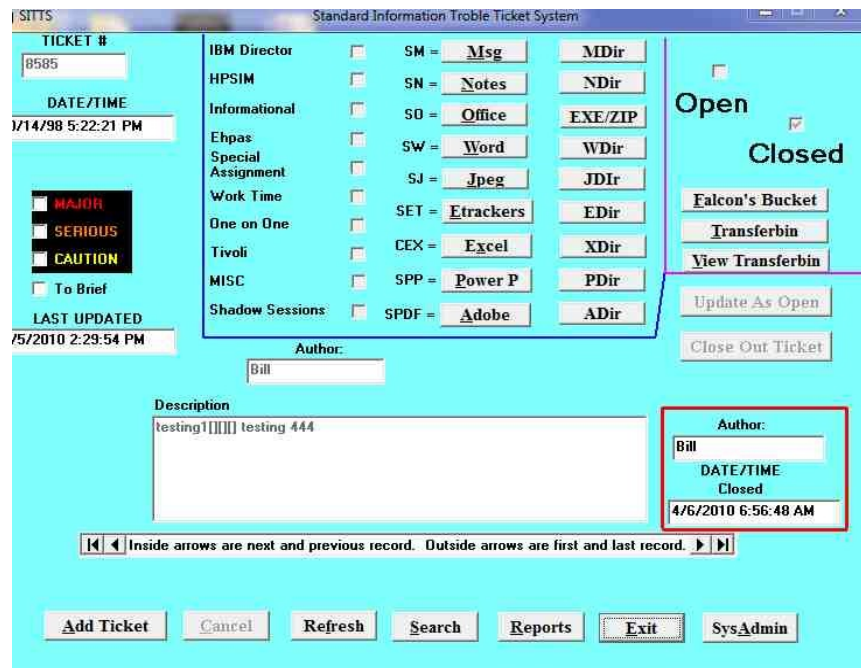 SITTS
Standard Information Troble Ticket System
TICKET #
8585
DATE/TIME
/14/98 5:22:21 PM
MAJOR
SERIOUS
CAUTION
To Brief
LAST UPDATED
/5/2010 2:29:54 PM
IBM Director
HPSIM
Informational
Ehpas
Special
Assignment
Work Time
One on One
Tivoli
MISC
Shadow Sessions
SM = Msg MDir
SN = Notes NDir
SO = Office EXE/ZIP
SW = Word WDir
SJ = Jpeg JDIr
SET = Etrackers EDir
CEX = Excel XDir
SPP = Power P PDir
SPDF = Adobe ADir
Open
Closed
Falcon's Bucket
Transferbin
View Transferbin
Update As Open
Close Out Ticket
Author:
Bill
Description
testing1[][][] testing 444
Author:
Bill
DATE/TIME
Closed
4/6/2010 6:56:48 AM
Inside arrows are next and previous record. Outside arrows are first and last record.
Add Ticket Cancel Refresh Search Reports Exit SysAdmin